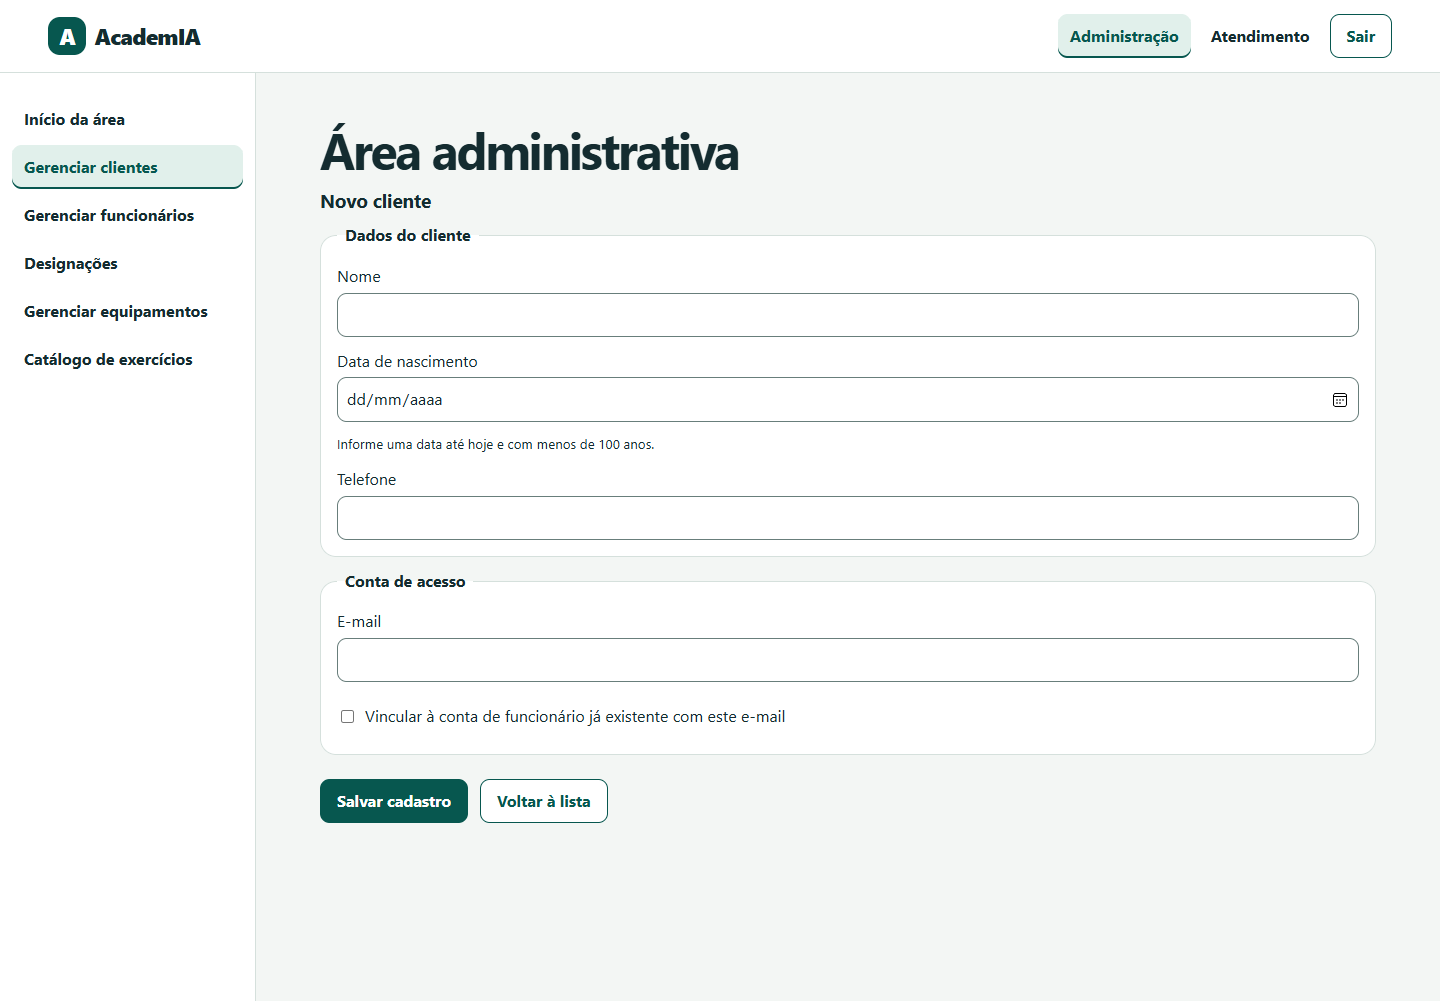 A AcademIA
Administração
Atendimento
Sair
Início da área
Gerenciar clientes
Gerenciar funcionários
Designações
Gerenciar equipamentos
Catálogo de exercícios
Área administrativa
Novo cliente
Dados do cliente
Nome
Data de nascimento
dd/mm/aaaa
Informe uma data até hoje e com menos de 100 anos.
Telefone
Conta de acesso
E-mail
Vincular à conta de funcionário já existente com este e-mail
Salvar cadastro
Voltar à lista